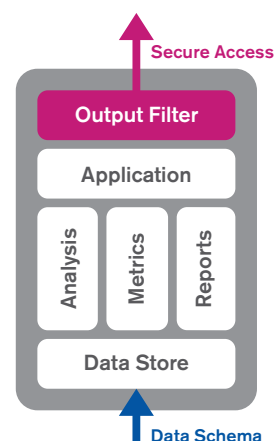 Secure Access
Output Filter
Application
Analysis
Metrics
Reports
Data Store
Data Schema